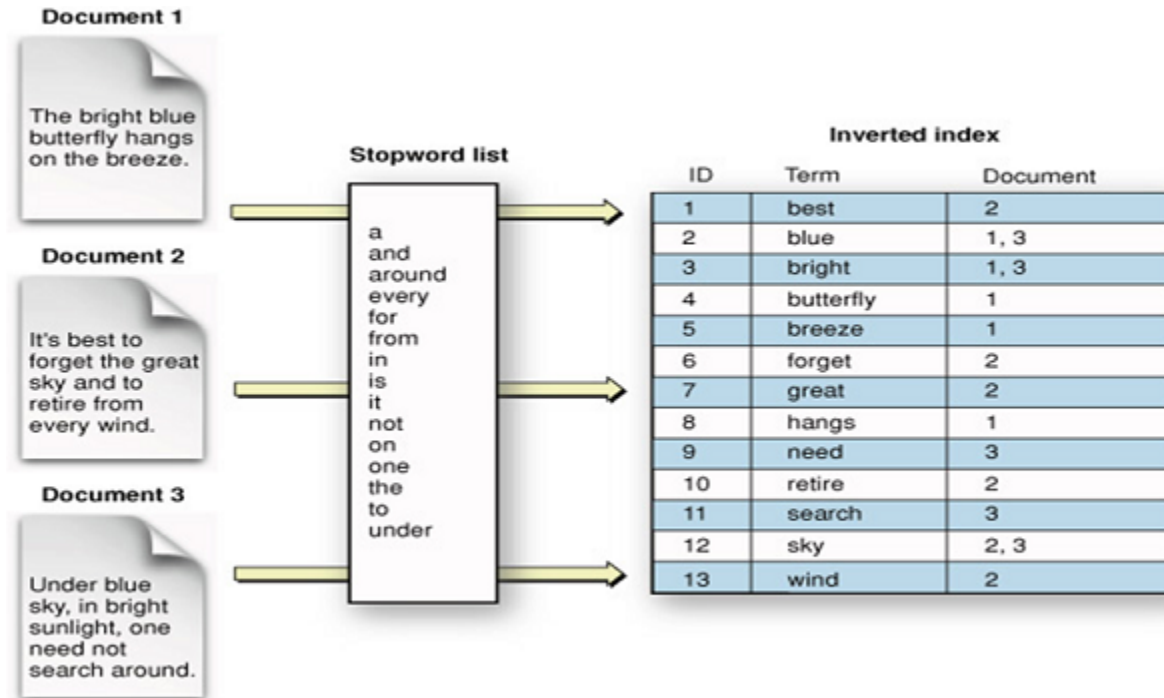 Document 1
The bright blue
butterfly hangs
on the breeze.
Document 2
It's best to
forget the great
sky and to
retire from
every wind.
Document 3
Under blue
sky, in bright
sunlight, one
need not
search around.
Stopword list
a
and
around
every
for
from
in
is
it
not
on
one
the
to
under
Inverted index
ID Term Document
1 best 2
2 blue 1, 3
3 bright 1, 3
4 butterfly 1
5 breeze 1
6 forget 2
7 great 2
8 hangs 1
9 need 3
10 retire 2
11 search 3
12 sky 2, 3
13 wind 2